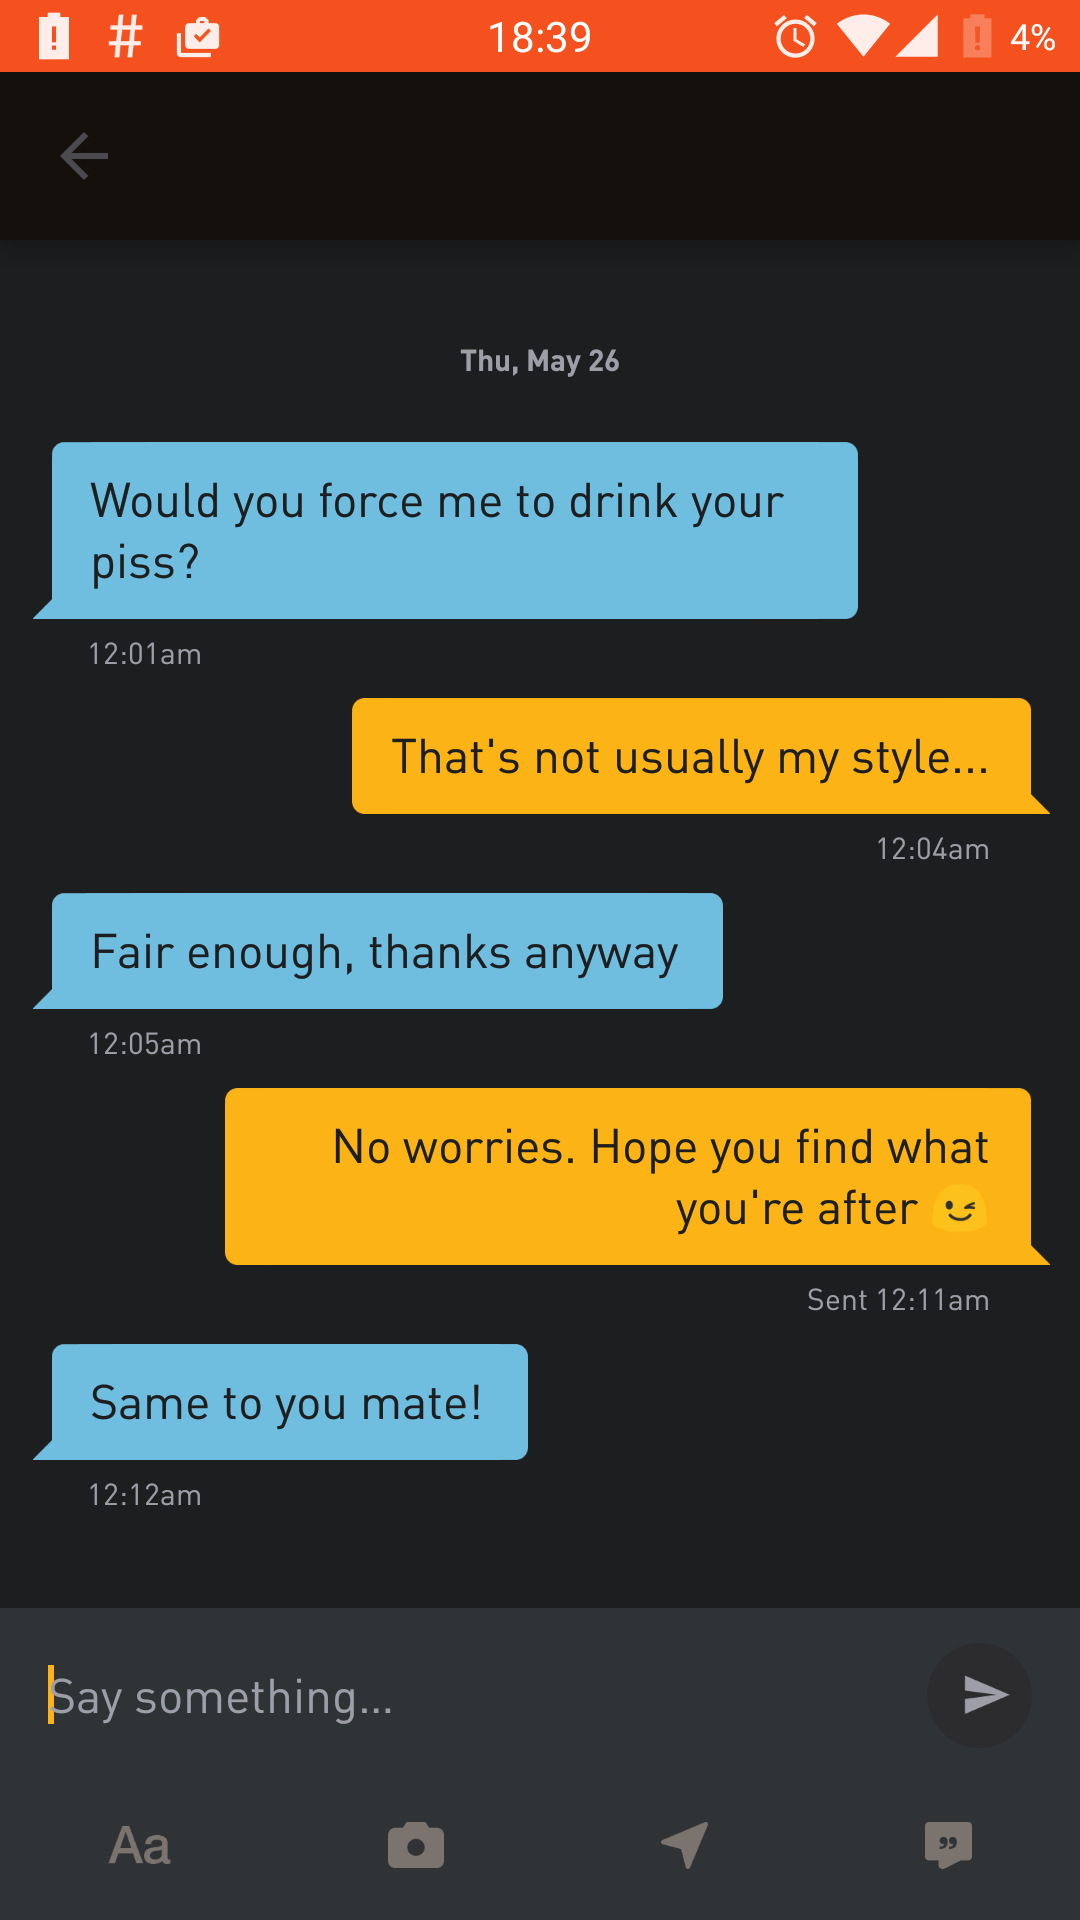 18:39
4%
Thu, May 26
Would you force me to drink your
piss?
12:01am
That's not usually my style...
12:04am
Fair enough, thanks anyway
12:05am
No worries. Hope you find what
you're after 😉
Sent 12:11am
Same to you mate!
12:12am
Say something...
Aa